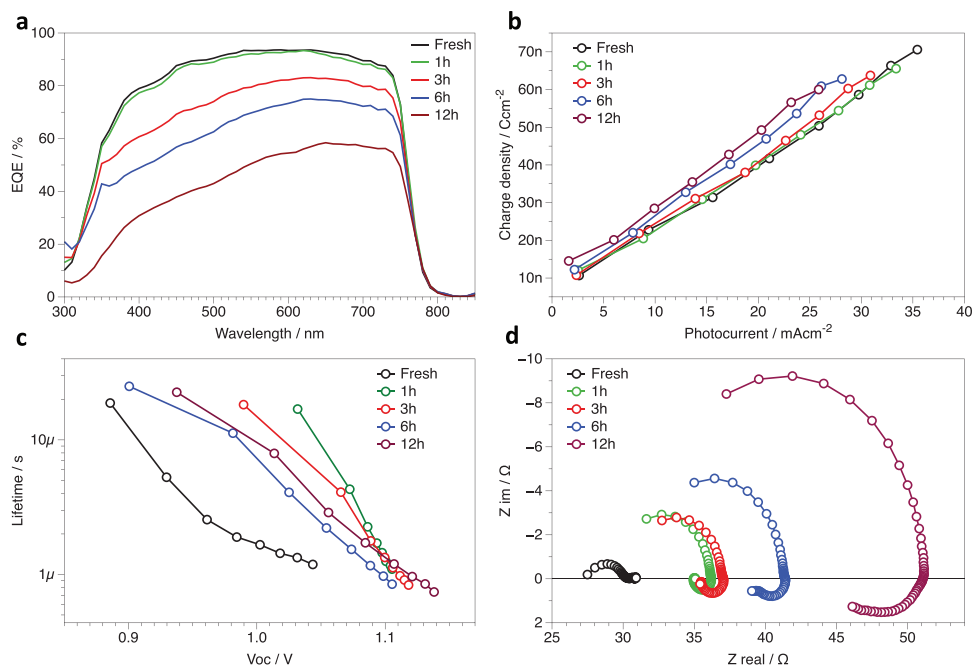 a
EQE / %
100
80
60
40
20
0
300
400
500
600
700
800
Wavelength / nm
Fresh
1h
3h
6h
12h
b
Charge density / Ccm-2
70n
60n
50n
40n
30n
20n
10n
0
5
10
15
20
25
30
35
40
Photocurrent / mAcm-2
Fresh
1h
3h
6h
12h
c
Lifetime / s
10μ
1μ
0.9
1.0
1.1
Voc / V
Fresh
1h
3h
6h
12h
d
Z im / Ω
−10
−8
−6
−4
−2
0
2
25
30
35
40
45
50
Z real / Ω
Fresh
1h
3h
6h
12h